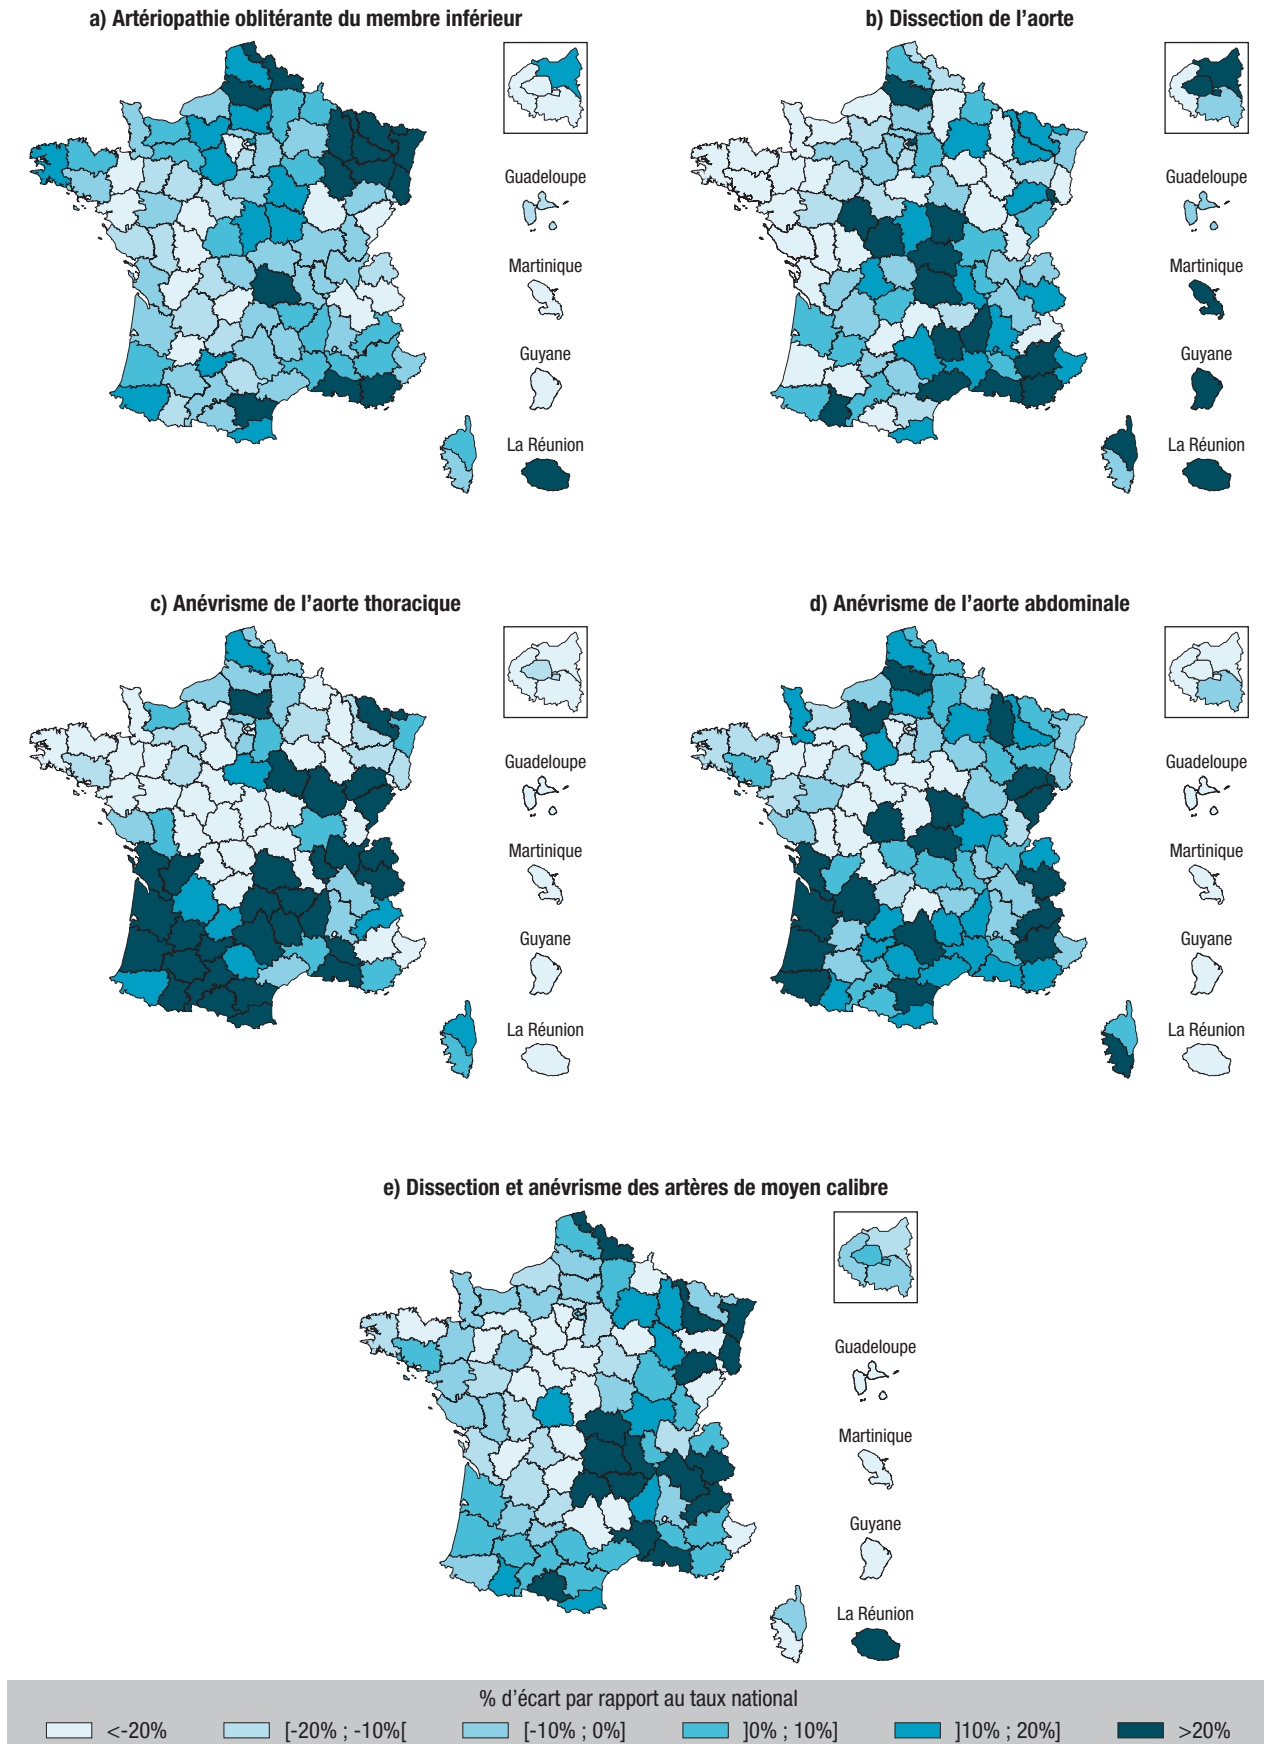 a) Artériopathie oblitérante du membre inférieur
Guadeloupe
Martinique
Guyane
La Réunion
b) Dissection de l’aorte
Guadeloupe
Martinique
Guyane
La Réunion
c) Anévrisme de l’aorte thoracique
Guadeloupe
Martinique
Guyane
La Réunion
d) Anévrisme de l’aorte abdominale
Guadeloupe
Martinique
Guyane
La Réunion
e) Dissection et anévrisme des artères de moyen calibre
Guadeloupe
Martinique
Guyane
La Réunion
% d’écart par rapport au taux national
<-20% [-20% ; -10%[ [-10% ; 0%] ]0% ; 10%] ]10% ; 20%] >20%